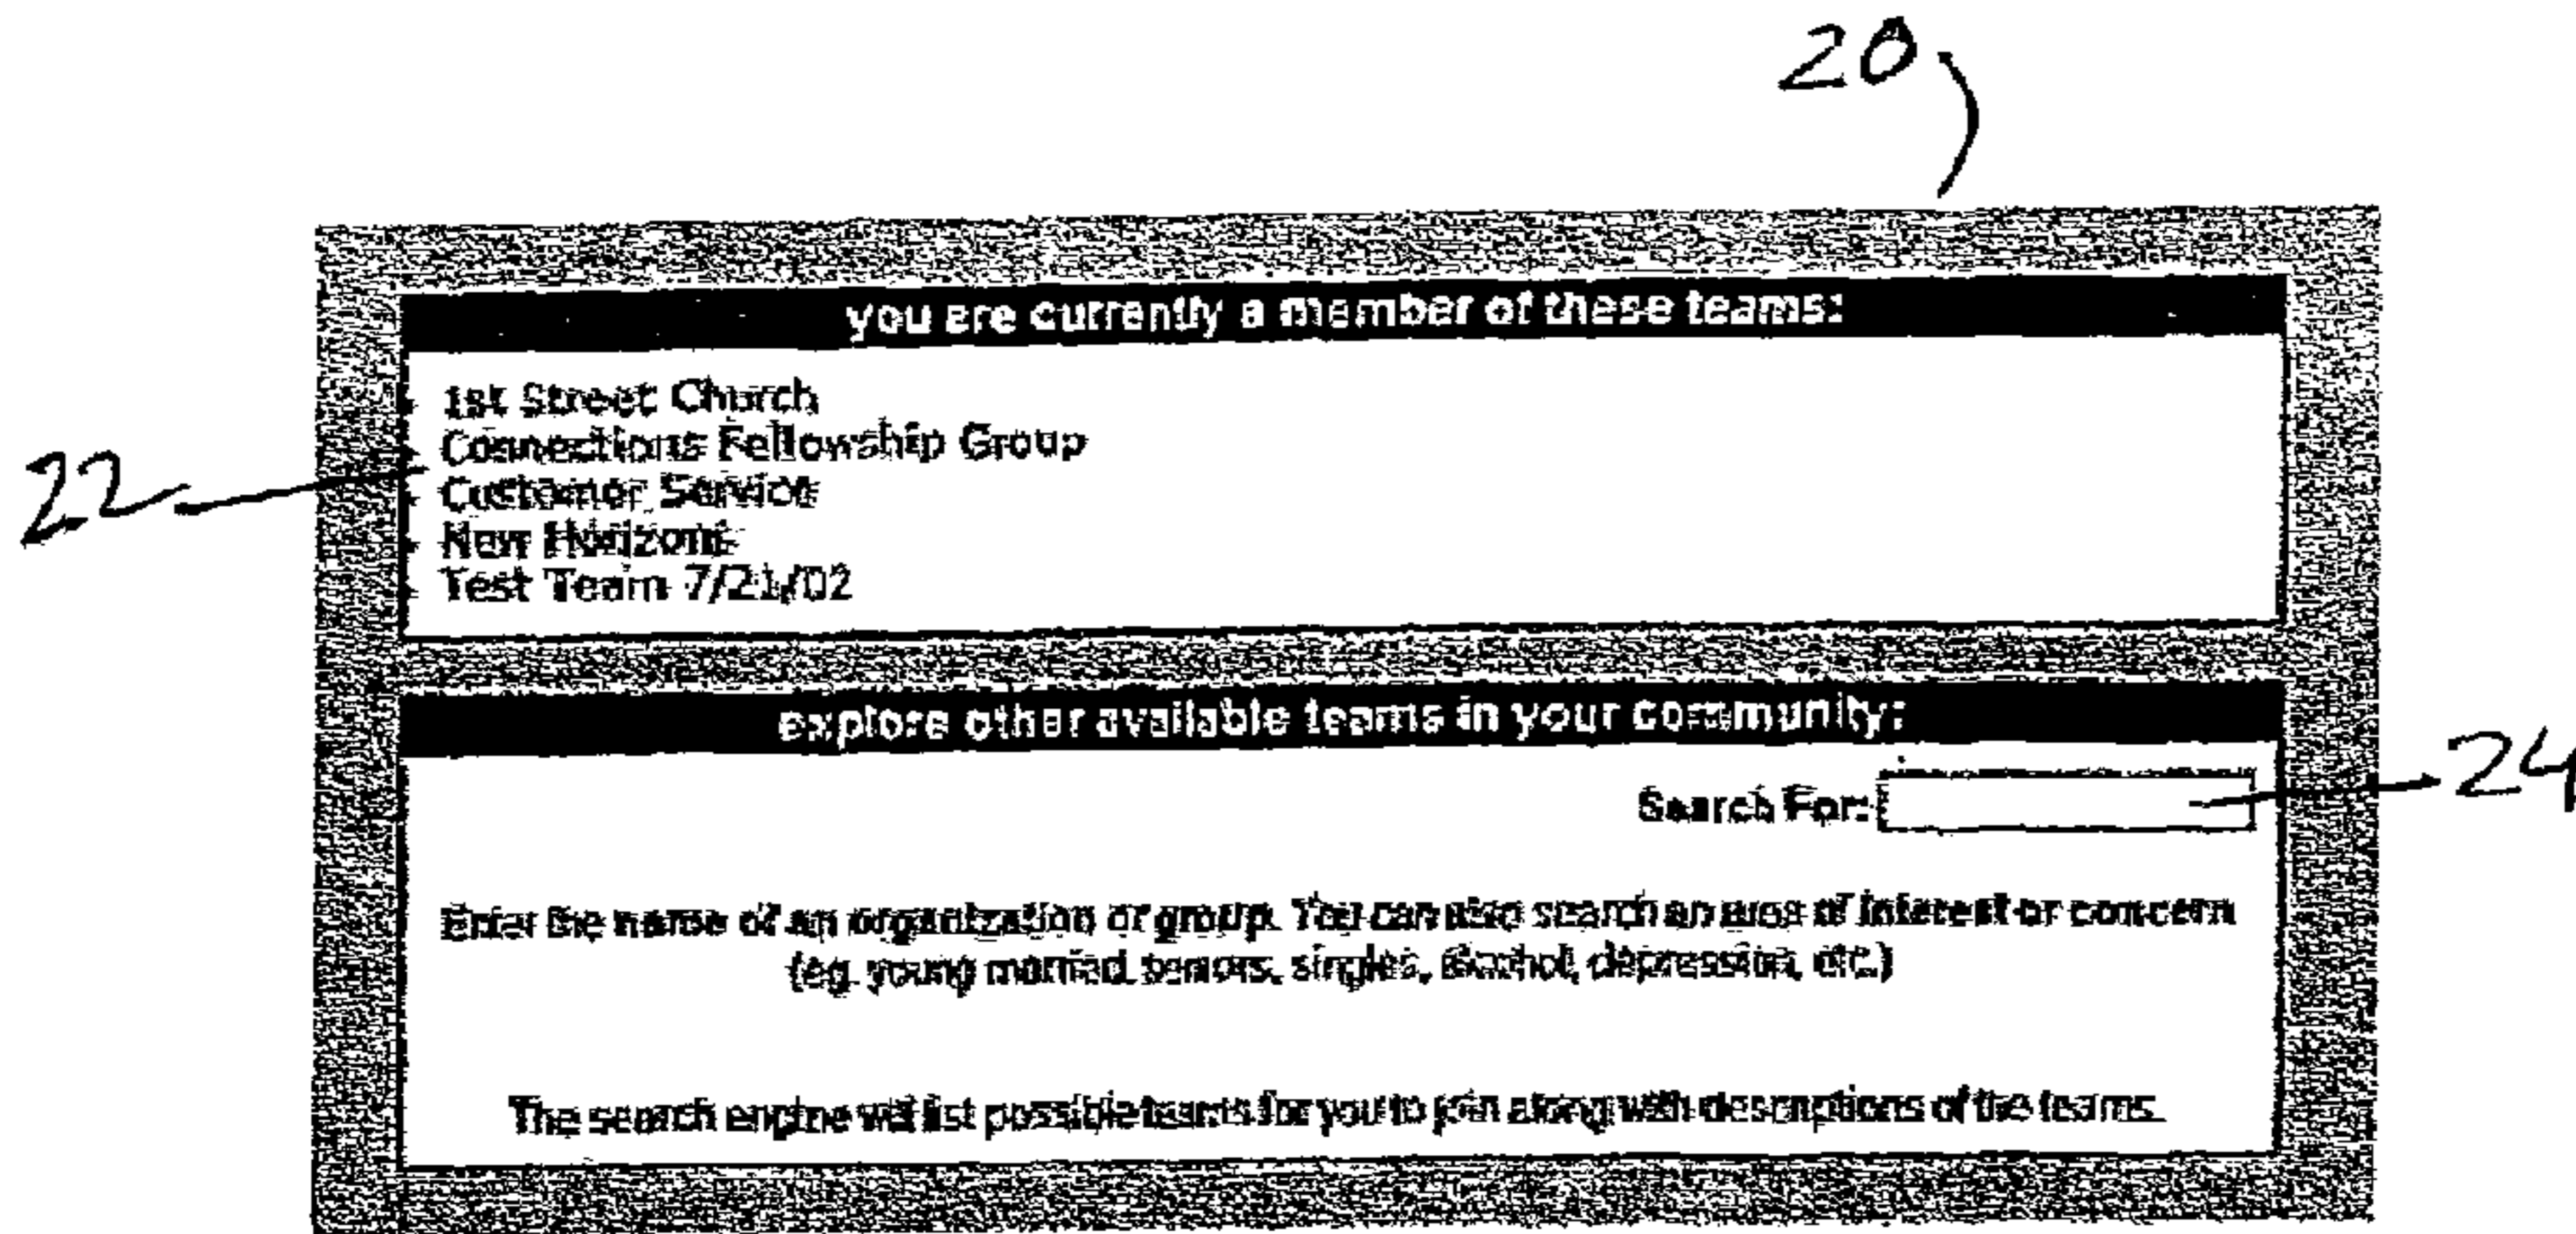 20
you are currently a member of these teams:
1st Street Church
Connections Fellowship Group
22
Customer Service
New Horizons
Test Team 7/21/02
explore other available teams in your community:
Search For:
24
Enter the name of an organization or group. You can also search an area of interest or concern
(eg. young married, seniors, singles, alcohol, depression, etc.)
The search engine will list possible teams for you to join along with descriptions of the teams.